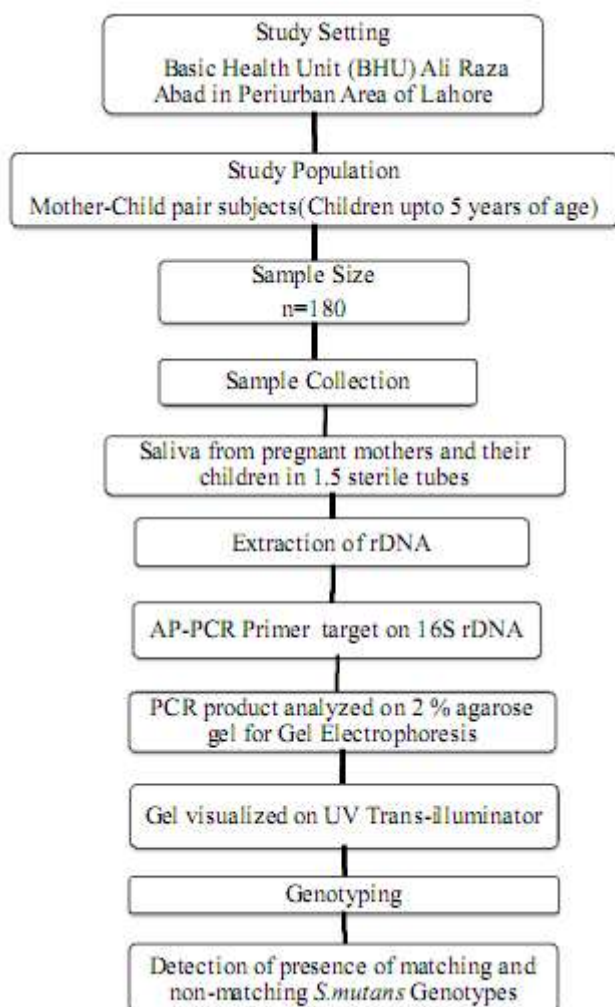 Study Setting
Basic Health Unit (BHU) Ali Raza
Abad in Periurban Area of Lahore
Study Population
Mother-Child pair subjects(Children upto 5 years of age)
Sample Size
n=180
Sample Collection
Saliva from pregnant mothers and their
children in 1.5 sterile tubes
Extraction of rDNA
AP-PCR Primer target on 16S rDNA
PCR product analyzed on 2 % agarose
gel for Gel Electrophoresis
Gel visualized on UV Trans-illuminator
Genotyping
Detection of presence of matching and
non-matching S.mutans Genotypes